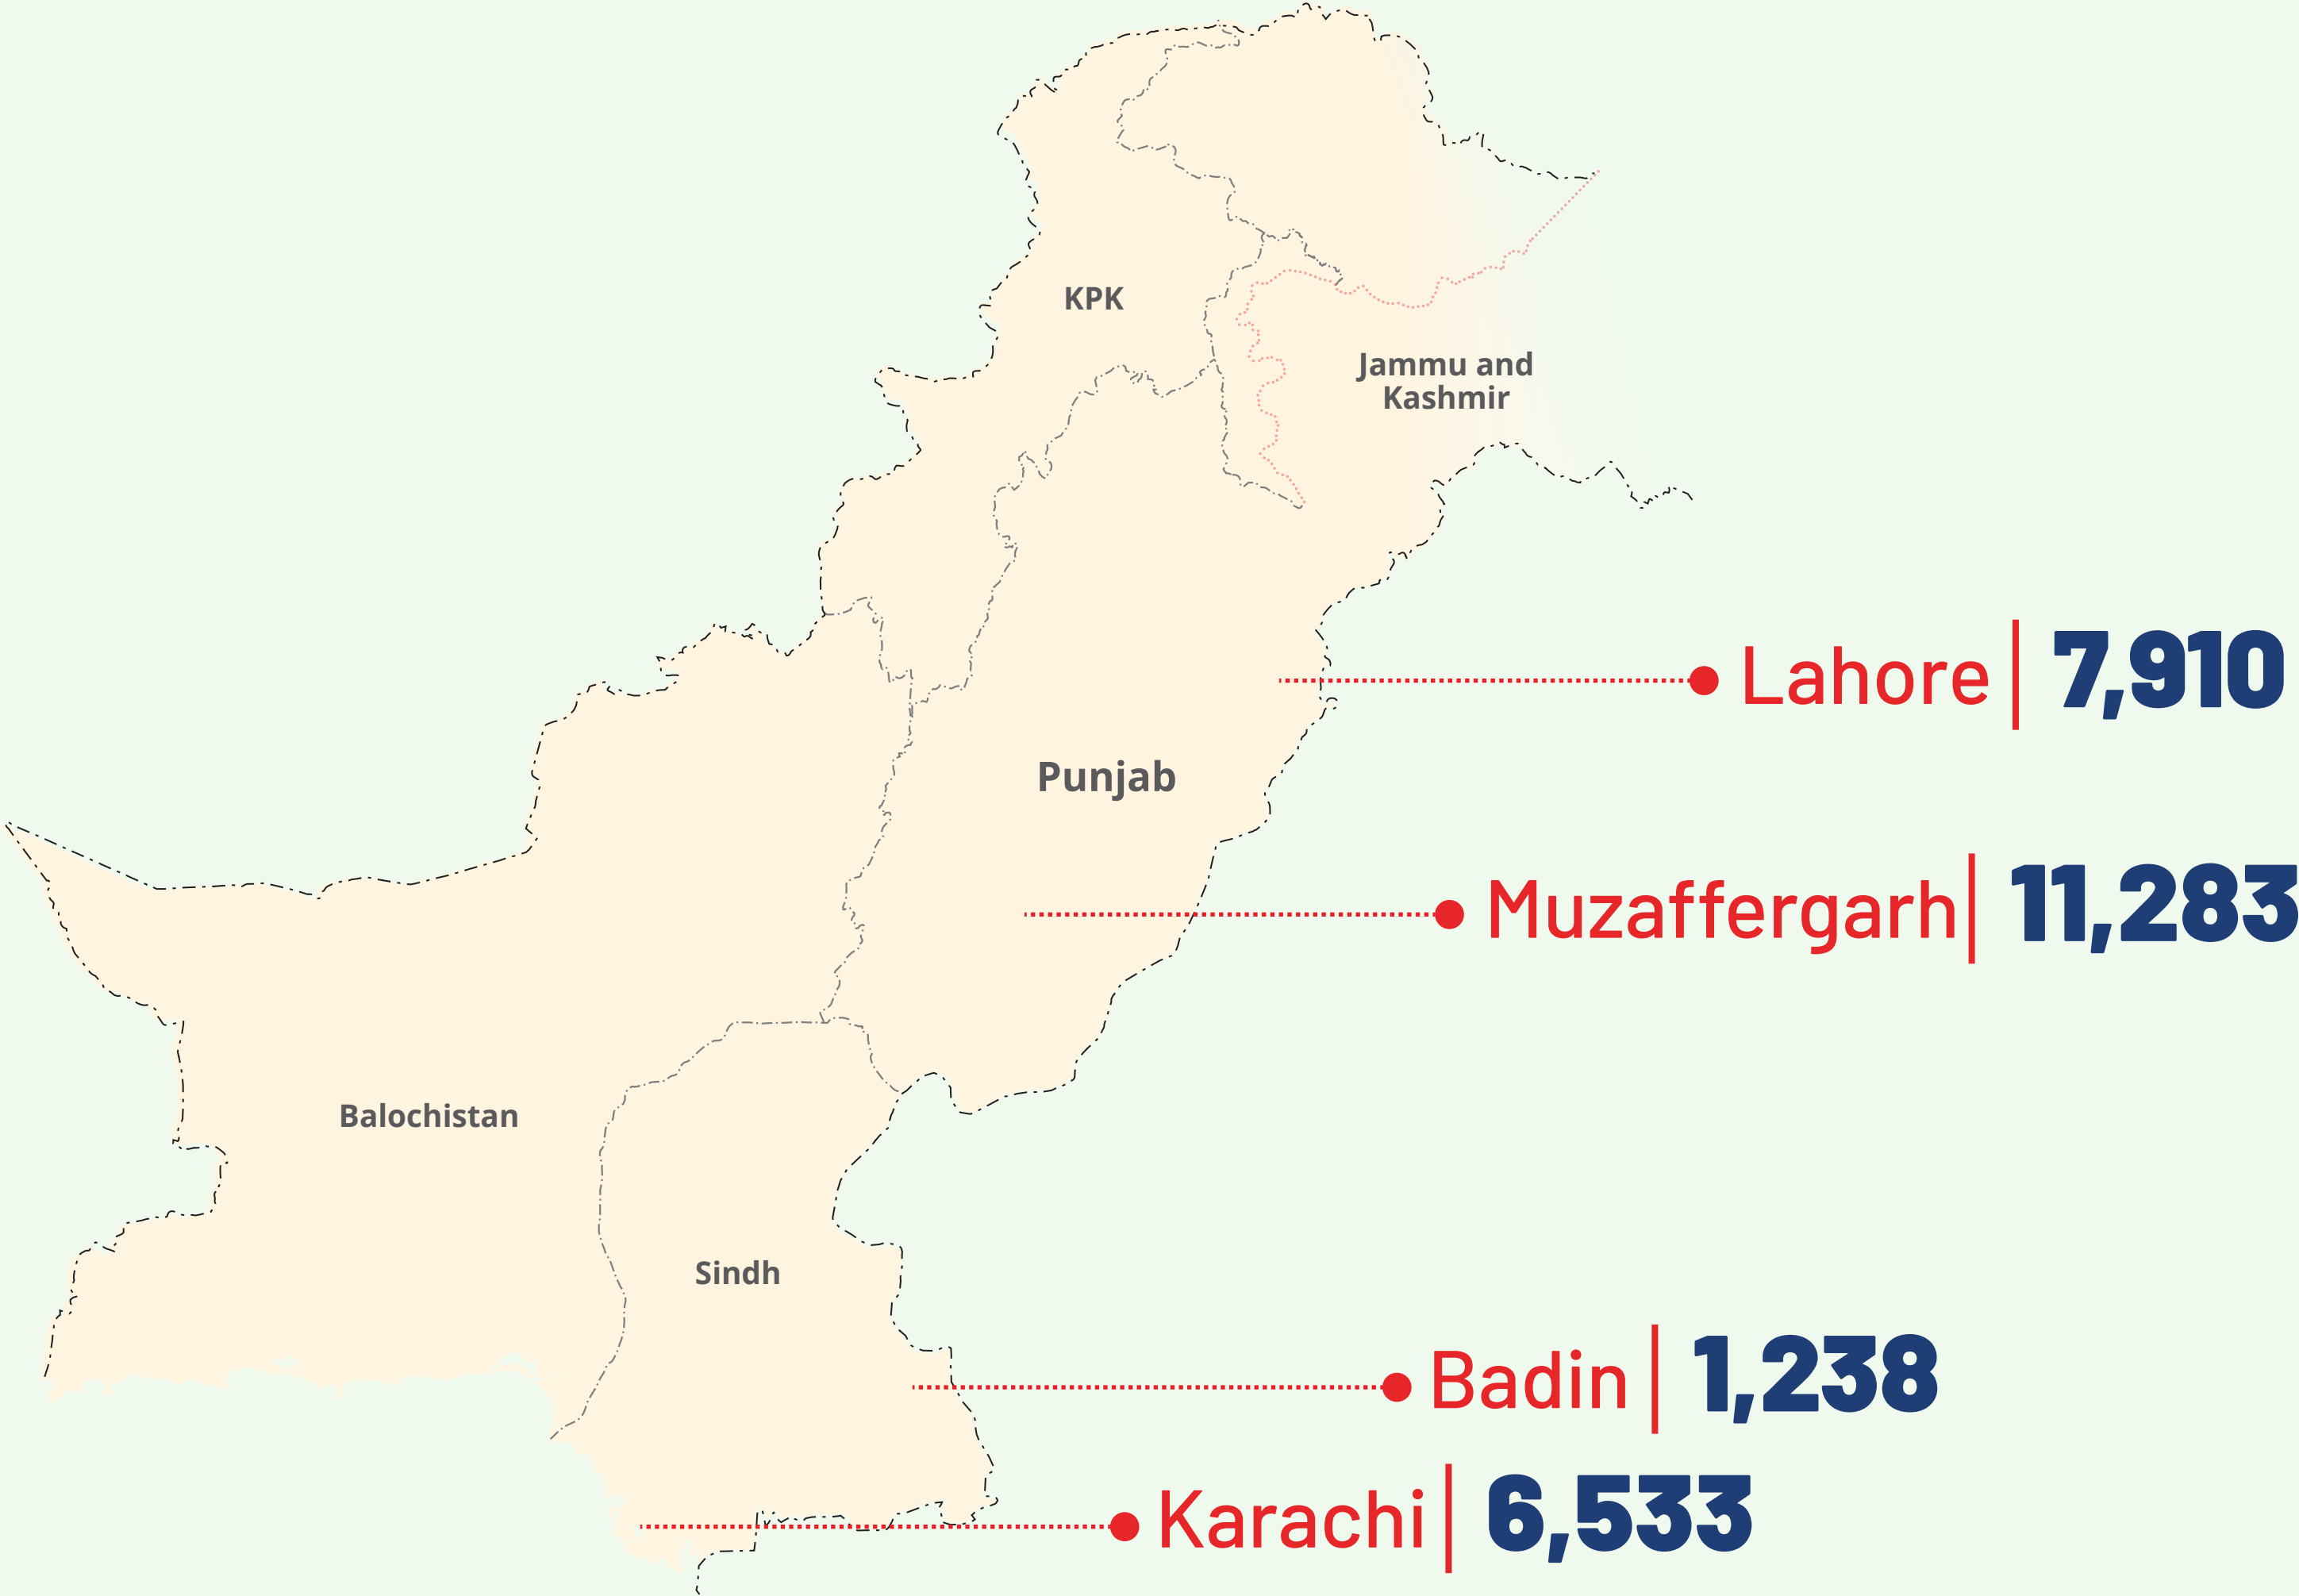 KPK
Jammu and
Kashmir
Lahore 7,910
Punjab
Muzaffergarh 11,283
Balochistan
Sindh
Badin 1,238
Karachi 6,533